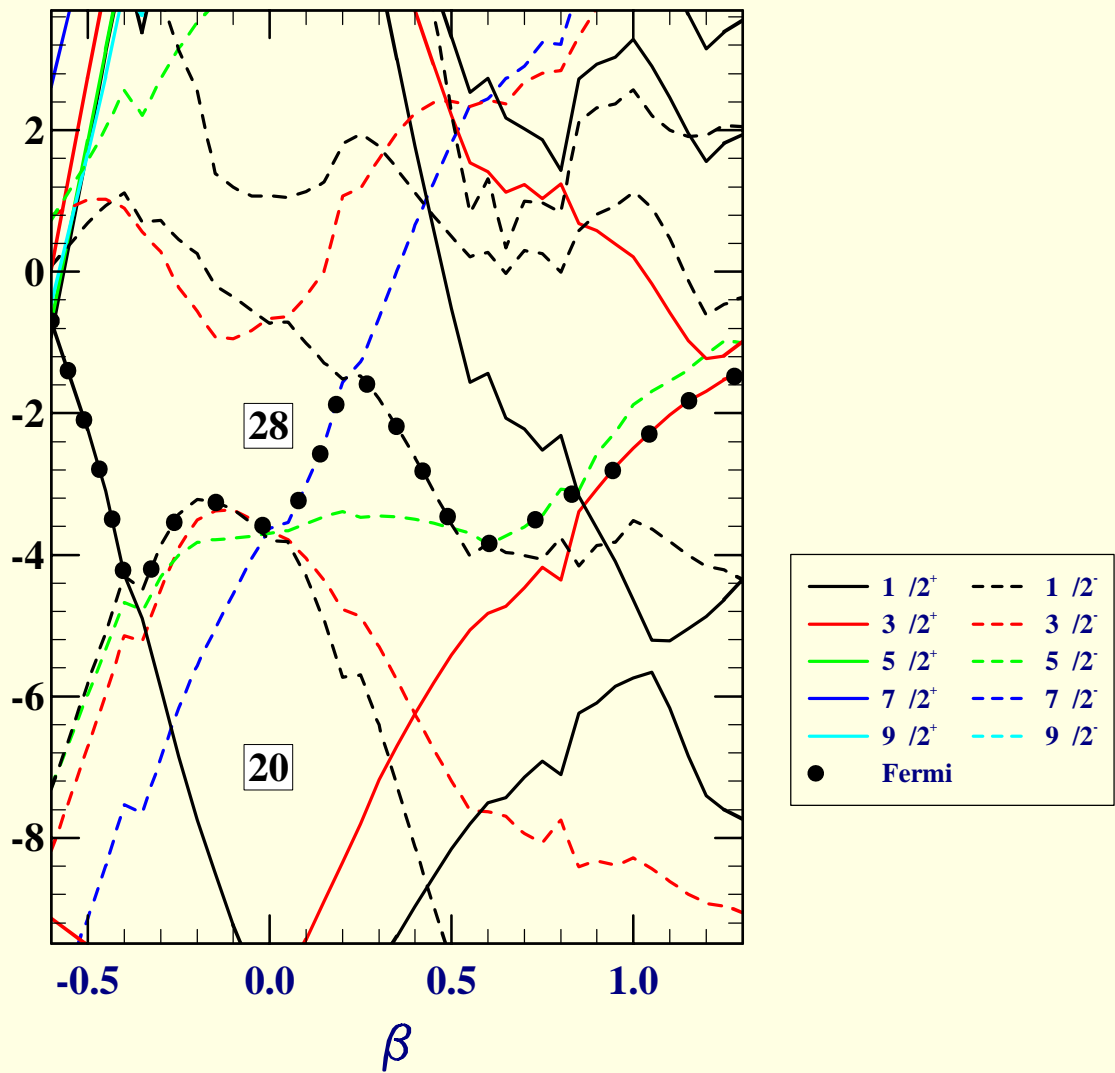 2
0
-2
-4
-6
-8
28
20
-0.5 0.0 0.5 1.0
β
1 /2+ 1 /2-
3 /2+ 3 /2-
5 /2+ 5 /2-
7 /2+ 7 /2-
9 /2+ 9 /2-
Fermi